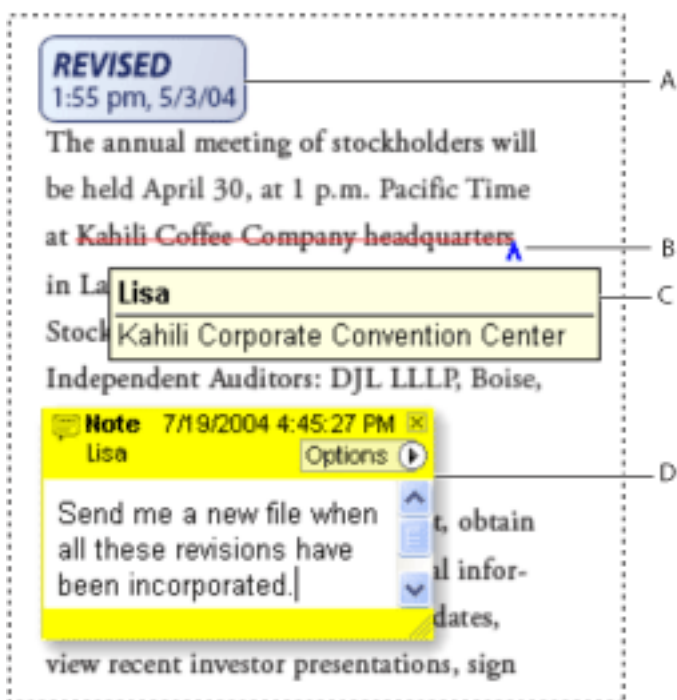 REVISED
1:55 pm, 5/3/04
A
The annual meeting of stockholders will
be held April 30, at 1 p.m. Pacific Time
at Kahili Coffee Company headquarters
B
in La
Lisa
C
Stock
Kahili Corporate Convention Center
Independent Auditors: DJL LLLP, Boise,
Note 7/19/2004 4:45:27 PM
Lisa
Options
D
Send me a new file when
all these revisions have
been incorporated.
t, obtain
al infor-
dates,
view recent investor presentations, sign